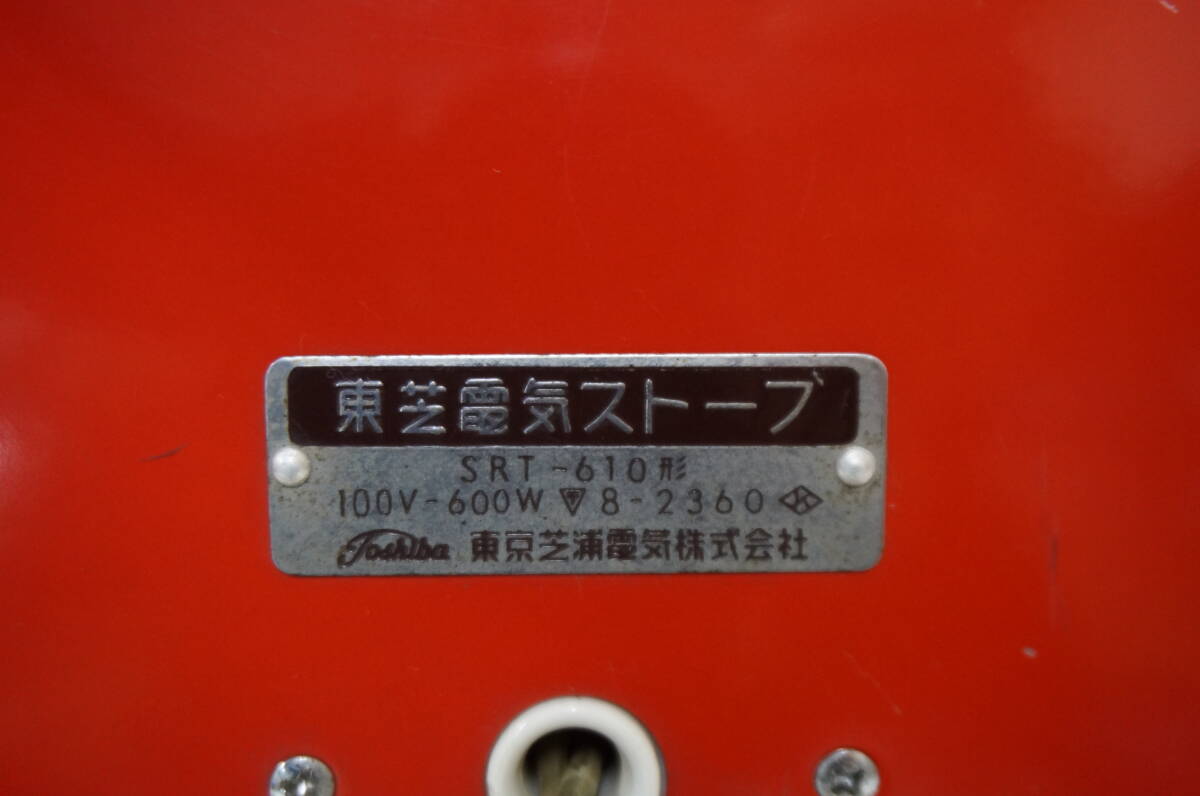 東芝電気ストーブ
SRT-610形
100V-600W 〒 8-2360
Toshiba 東京芝浦電気株式会社